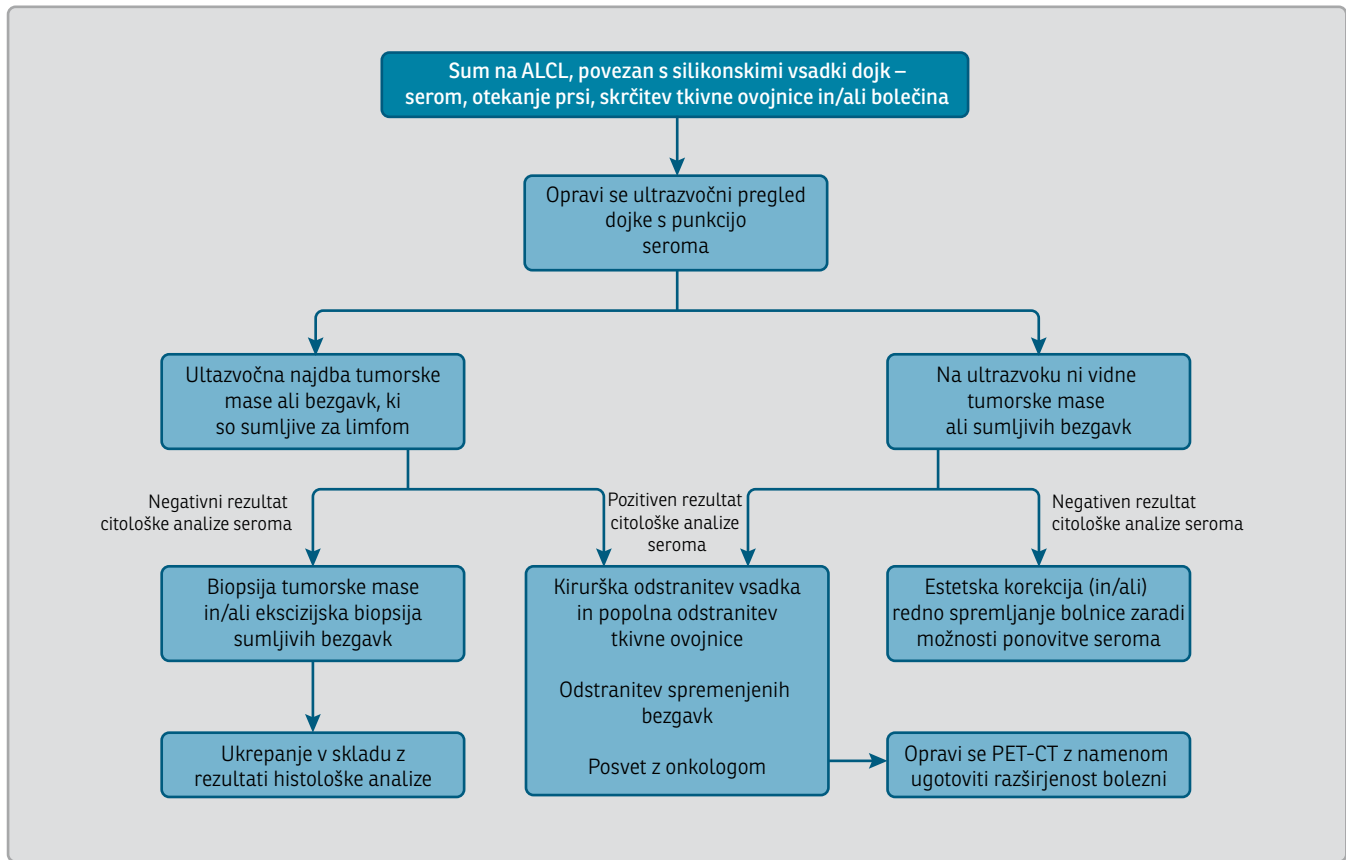 Sum na ALCL, povezan s silikonskimi vsadki dojk –
serom, otekanje prsi, skrčitev tkivne ovojnice in/ali bolečina
Opravi se ultrazvočni pregled
dojke s punkcijo
seroma
Ultazvočna najdba tumorske
mase ali bezgavk, ki
so sumljive za limfom
Na ultrazvoku ni vidne
tumorske mase
ali sumljivih bezgavk
Negativni rezultat
citološke analize seroma
Pozitiven rezultat
citološke analize
seroma
Negativen rezultat
citološke analize seroma
Biopsija tumorske mase
in/ali ekscizijska biopsija
sumljivih bezgavk
Kirurška odstranitev vsadka
in popolna odstranitev
tkivne ovojnice
Odstranitev spremenjenih
bezgavk
Posvet z onkologom
Estetska korekcija (in/ali)
redno spremljanje bolnice zaradi
možnosti ponovitve seroma
Ukrepanje v skladu z
rezultati histološke analize
Opravi se PET-CT z namenom
ugotoviti razširjenost bolezni